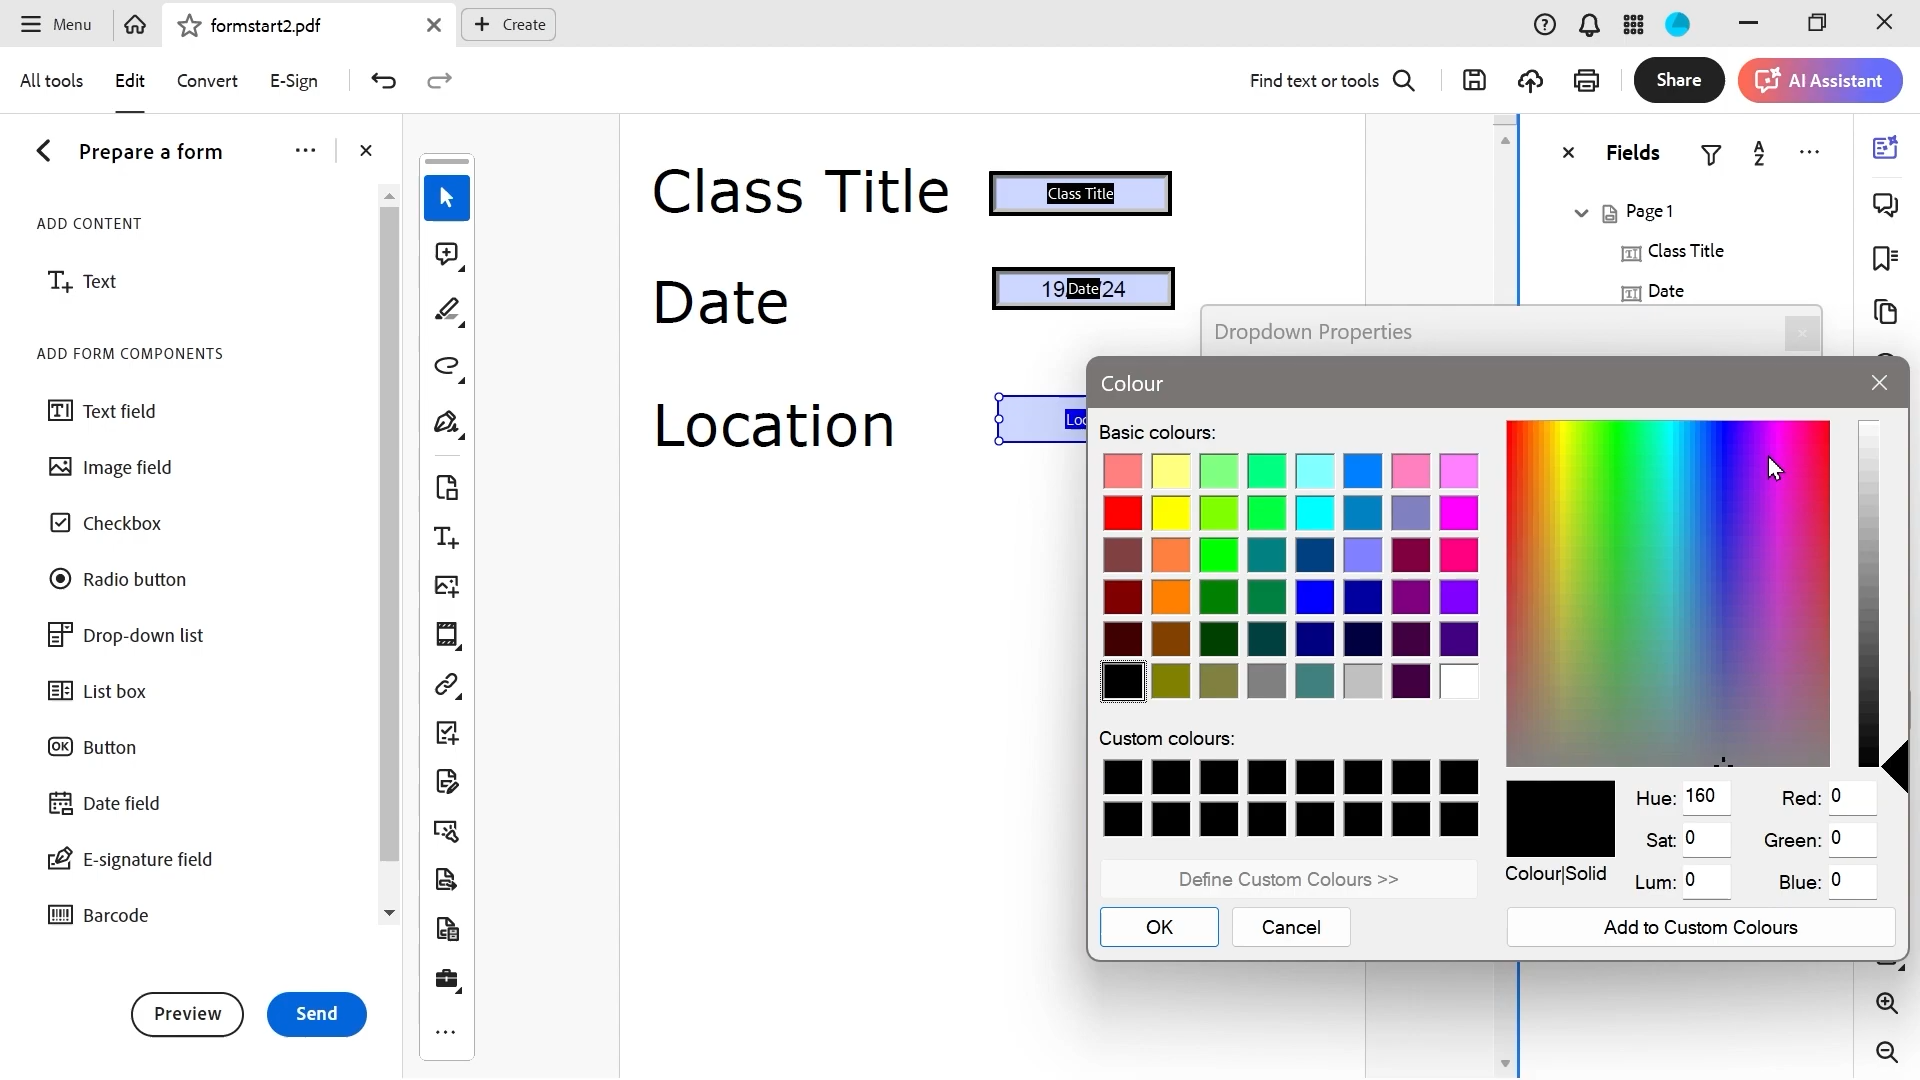 Menu
formstart2.pdf
Create
All tools
Edit
Convert
E-Sign
Find text or tools
Share
AI Assistant
Prepare a form
ADD CONTENT
Text
ADD FORM COMPONENTS
Text field
Image field
Checkbox
Radio button
Drop-down list
List box
OK Button
Date field
E-signature field
Barcode
Preview
Send
Class Title
Class Title
Date
19 Date /24
Location
Loc
Fields
A
Z
Page 1
Class Title
Date
Dropdown Properties
Colour
Basic colours:
Custom colours:
Define Custom Colours >>
OK
Cancel
Colour|Solid
Hue: 160
Sat: 0
Lum: 0
Red: 0
Green: 0
Blue: 0
Add to Custom Colours